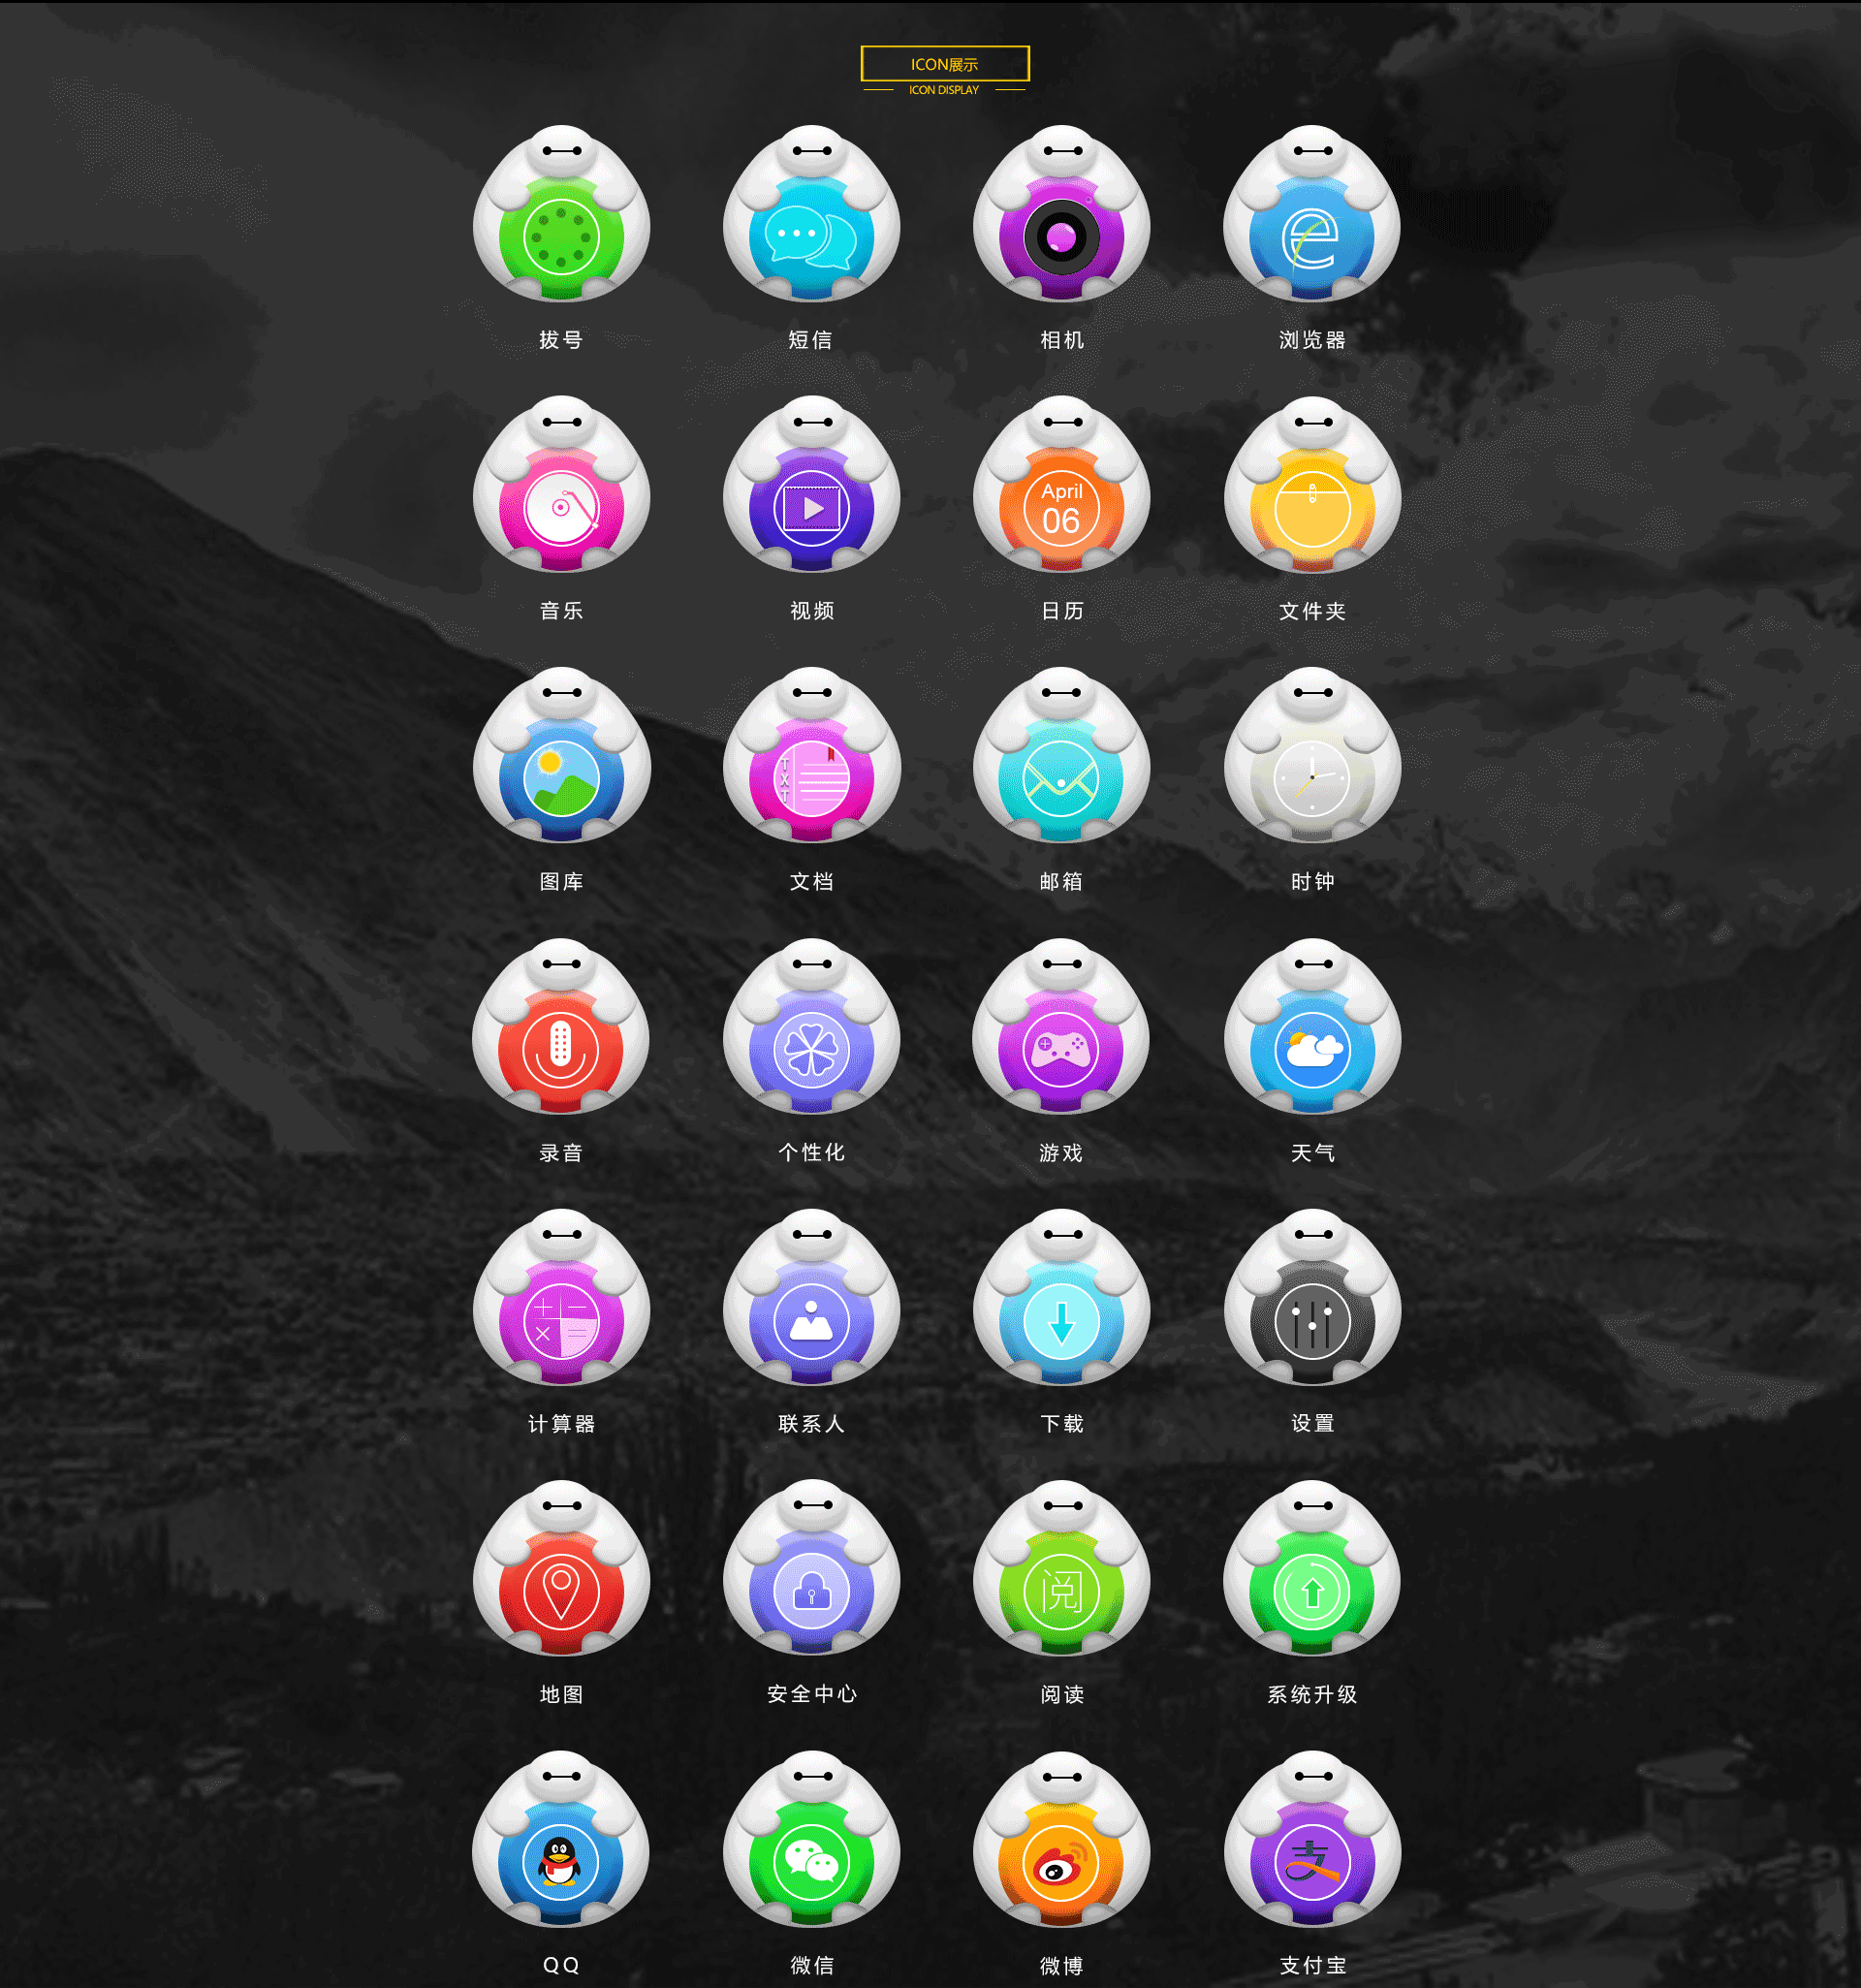 ICON展示
ICON DISPLAY
拔号 短信 相机 浏览器
April
06
音乐 视频 日历 文件夹
TXT
图库 文档 邮箱 时钟
录音 个性化 游戏 天气
计算器 联系人 下载 设置
阅
地图 安全中心 阅读 系统升级
支
QQ 微信 微博 支付宝